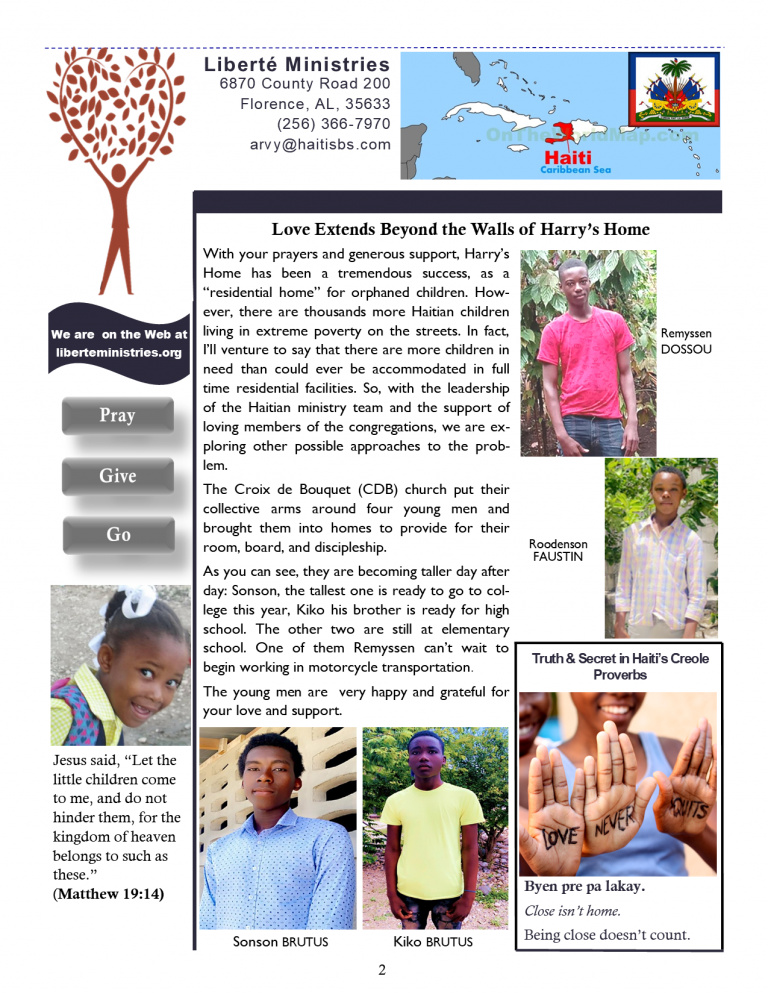 Liberté Ministries
6870 County Road 200
Florence, AL, 35633
(256) 366-7970
arvy@haitisbs.com
OnTheWorldMap.com
Haiti
Caribbean Sea
We are on the Web at
liberteministries.org
Pray
Give
Go
Jesus said, “Let the
little children come
to me, and do not
hinder them, for the
kingdom of heaven
belongs to such as
these.”
(Matthew 19:14)
Love Extends Beyond the Walls of Harry’s Home
With your prayers and generous support, Harry’s
Home has been a tremendous success, as a
“residential home” for orphaned children. How-
ever, there are thousands more Haitian children
living in extreme poverty on the streets. In fact,
I’ll venture to say that there are more children in
need than could ever be accommodated in full
time residential facilities. So, with the leadership
of the Haitian ministry team and the support of
loving members of the congregations, we are ex-
ploring other possible approaches to the prob-
lem.
The Croix de Bouquet (CDB) church put their
collective arms around four young men and
brought them into homes to provide for their
room, board, and discipleship.
As you can see, they are becoming taller day after
day: Sonson, the tallest one is ready to go to col-
lege this year, Kiko his brother is ready for high
school. The other two are still at elementary
school. One of them Remyssen can’t wait to
begin working in motorcycle transportation.
The young men are very happy and grateful for
your love and support.
Remyssen
DOSSOU
Roodenson
FAUSTIN
Sonson BRUTUS
Kiko BRUTUS
Truth & Secret in Haiti’s Creole
Proverbs
LOVE
NEVER
QUITS
Byen pre pa lakay.
Close isn’t home.
Being close doesn’t count.
2